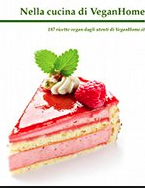 Nella cucina di VeganHome
187 ricette vegan dagli utenti di VeganHome.it